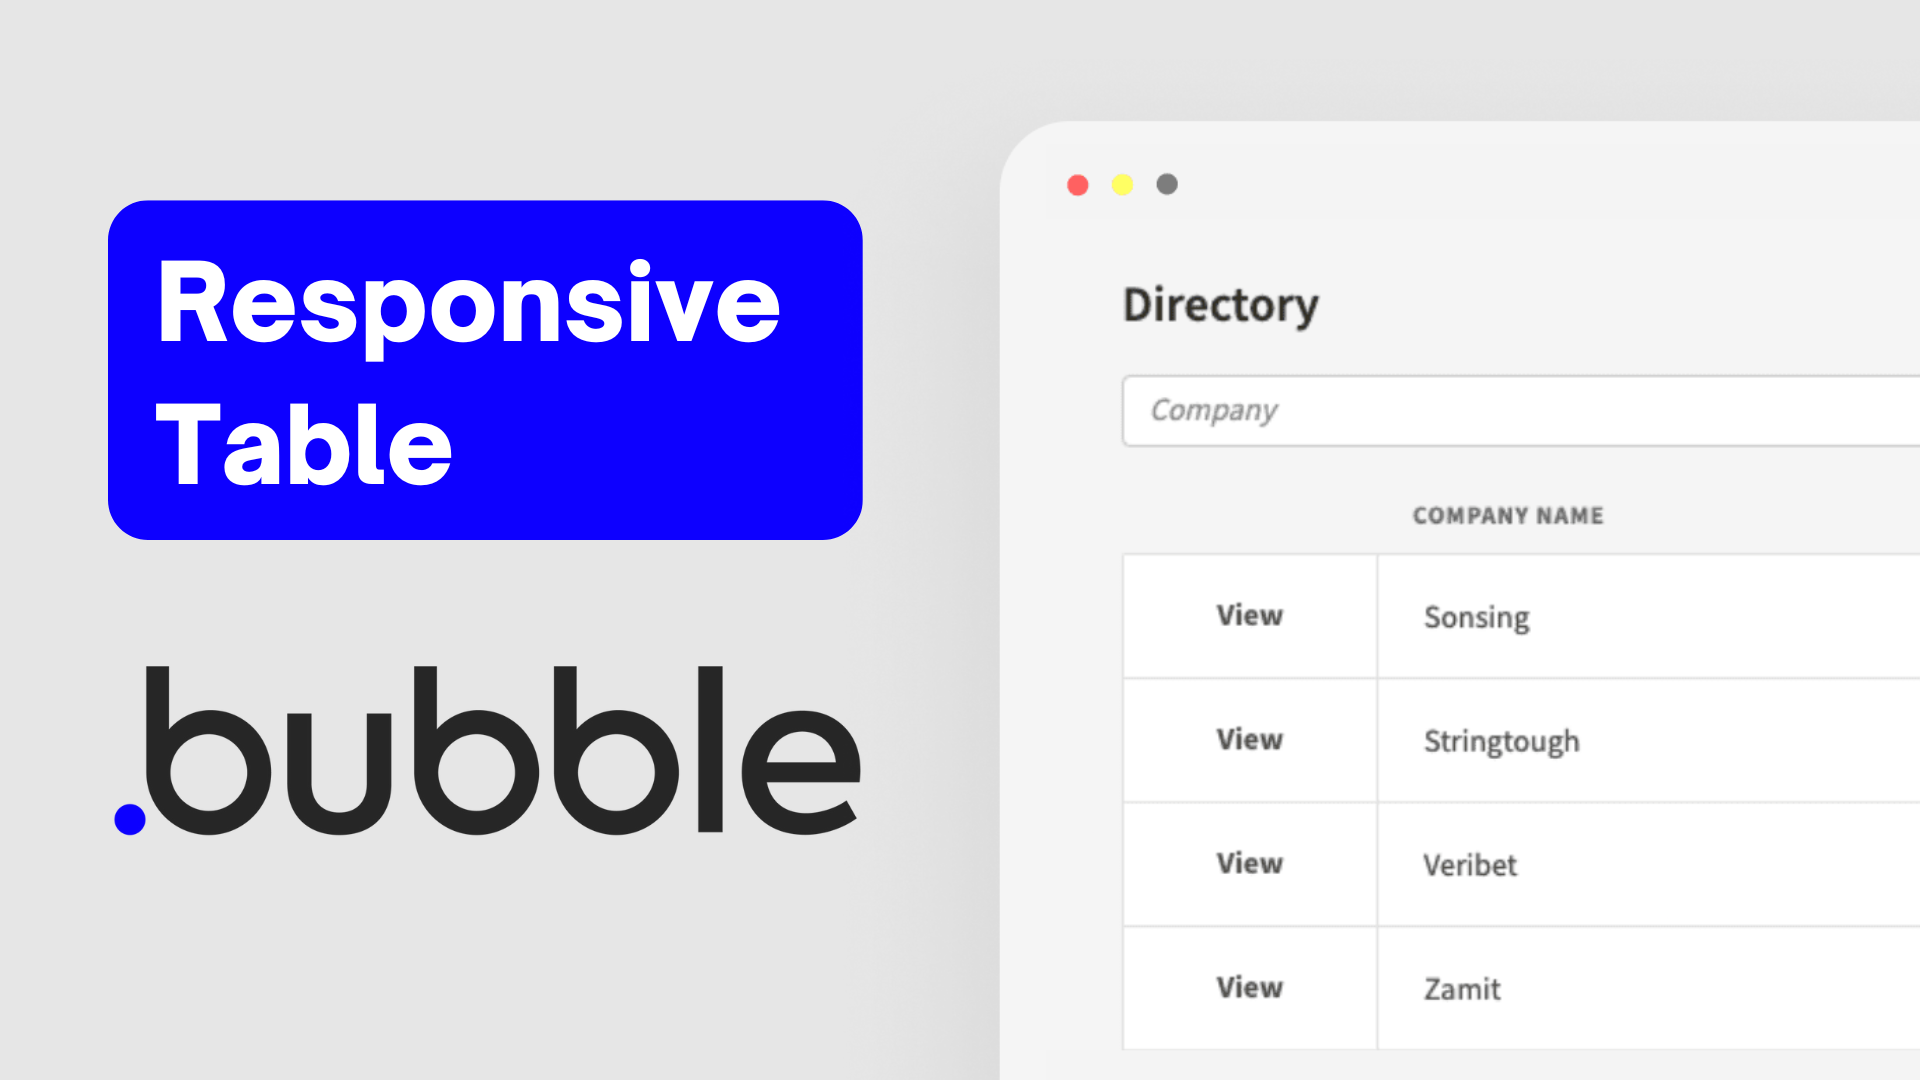 Responsive
Table
.bubble
Directory
Company
COMPANY NAME
View Sonsing
View Stringtough
View Veribet
View Zamit